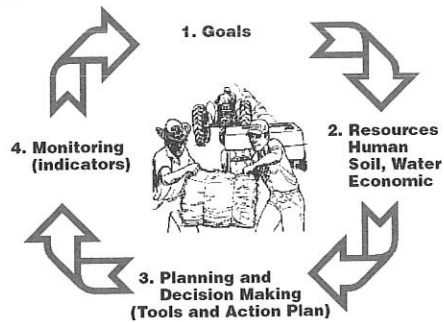 1. Goals
2. Resources
Human
Soil, Water
Economic
3. Planning and
Decision Making
(Tools and Action Plan)
4. Monitoring
(indicators)